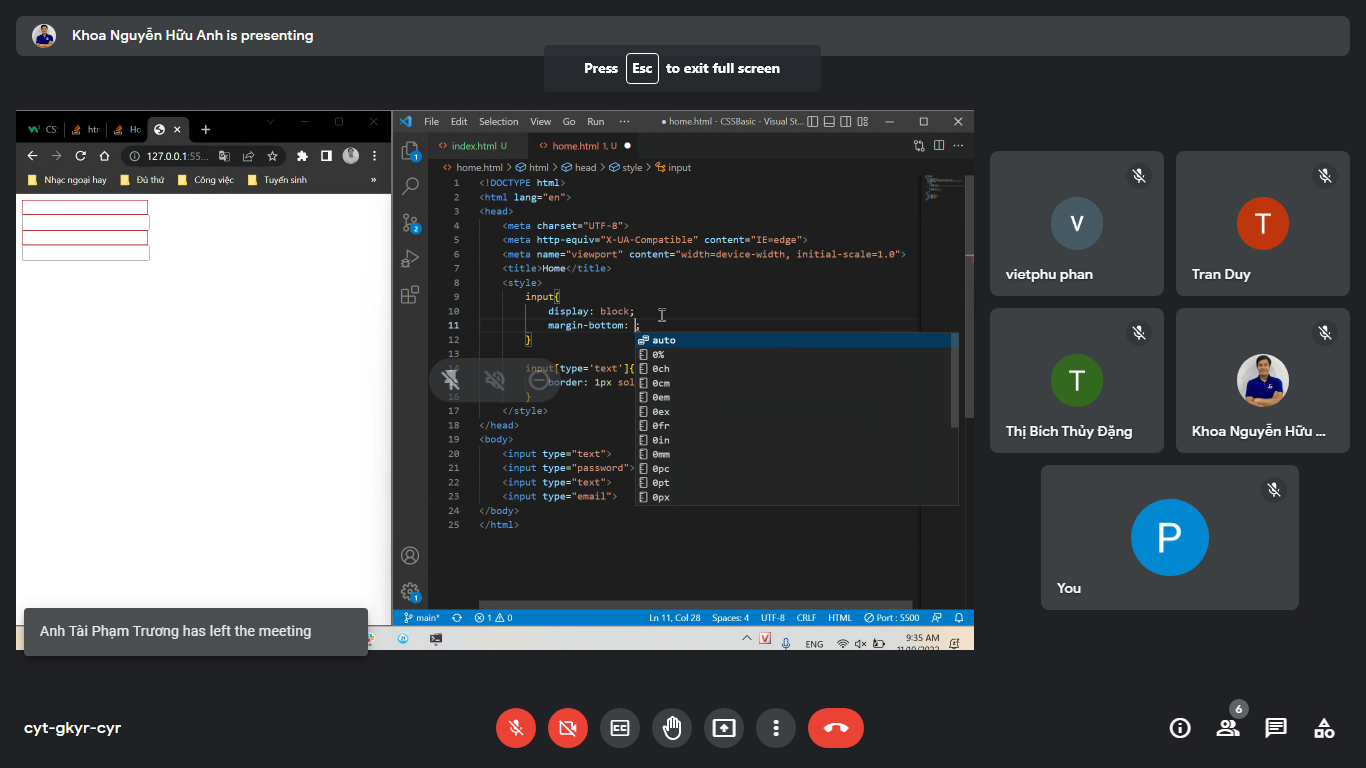 Khoa Nguyễn Hữu Anh is presenting
Press Esc to exit full screen
CS
htr
Ho
127.0.0.1:55...
Nhạc ngoại hay
Đủ thứ
Công việc
Tuyển sinh
»
File Edit Selection View Go Run ···
● home.html - CSSBasic - Visual St...
index.html U
home.html 1, U ●
home.html > html > head > style > input
1 <!DOCTYPE html>
2 <html lang="en">
3 <head>
4 <meta charset="UTF-8">
5 <meta http-equiv="X-UA-Compatible" content="IE=edge">
6 <meta name="viewport" content="width=device-width, initial-scale=1.0">
7 <title>Home</title>
8 <style>
9 input{
10 display: block;
11 margin-bottom: ;
12 }
13
input[type='text']{
border: 1px sol
16 }
17 </style>
18 </head>
19 <body>
20 <input type="text">
21 <input type="password">
22 <input type="text">
23 <input type="email">
24 </body>
25 </html>
auto
0%
0ch
0cm
0em
0ex
0fr
0in
0mm
0pc
0pt
0px
1
2
1
main*
1 0
Ln 11, Col 28
Spaces: 4
UTF-8
CRLF
HTML
Port : 5500
ENG
9:35 AM
11/10/2022
Anh Tài Phạm Trương has left the meeting
V
vietphu phan
T
Tran Duy
T
Thị Bích Thủy Đặng
Khoa Nguyễn Hữu ...
P
You
cyt-gkyr-cyr
6